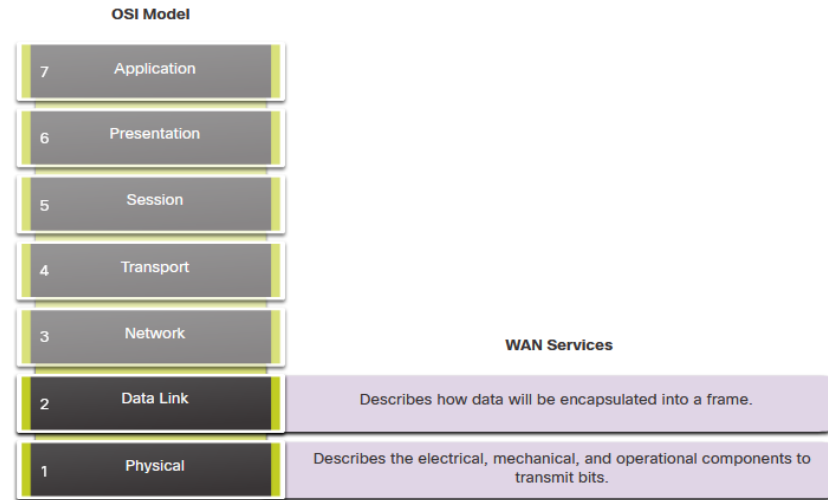 OSI Model
7 Application
6 Presentation
5 Session
4 Transport
3 Network
WAN Services
2 Data Link
Describes how data will be encapsulated into a frame.
1 Physical
Describes the electrical, mechanical, and operational components to
transmit bits.